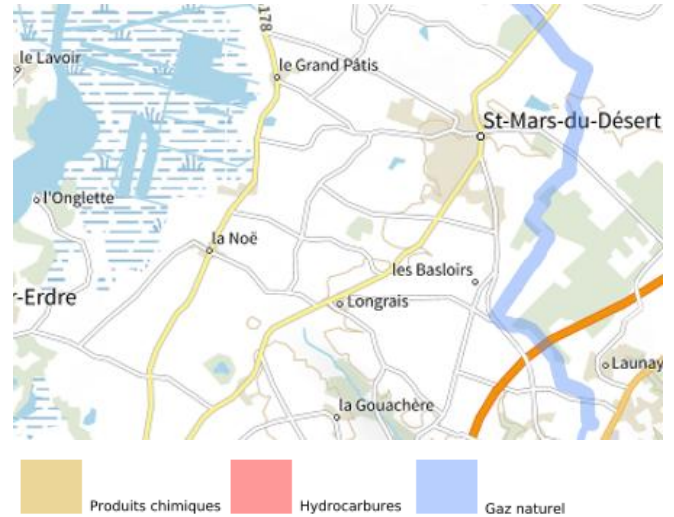 178
le Lavoir
le Grand Pâtis
St-Mars-du-Désert
l'Onglette
la Noë
les Basloirs
r-Erdre
Longrais
Launay
la Gouachère
Produits chimiques
Hydrocarbures
Gaz naturel